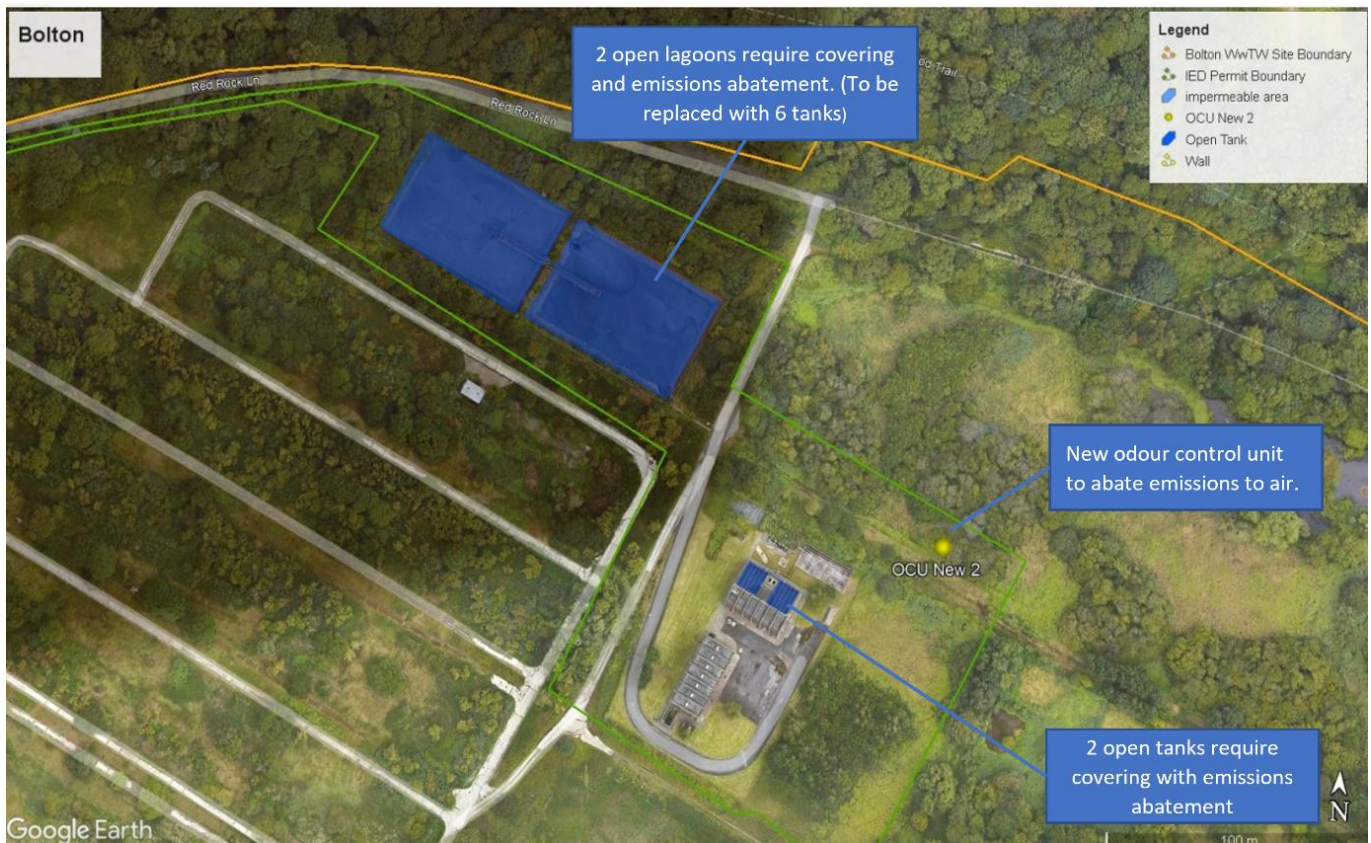 Bolton
2 open lagoons require covering
and emissions abatement. (To be
replaced with 6 tanks)
Legend
Bolton WwTW Site Boundary
IED Permit Boundary
impermeable area
OCU New 2
Open Tank
Wall
Red Rock Ln
Red Rock Ln
Trail
New odour control unit
to abate emissions to air.
OCU New 2
2 open tanks require
covering with emissions
abatement
N
Google Earth
100 m